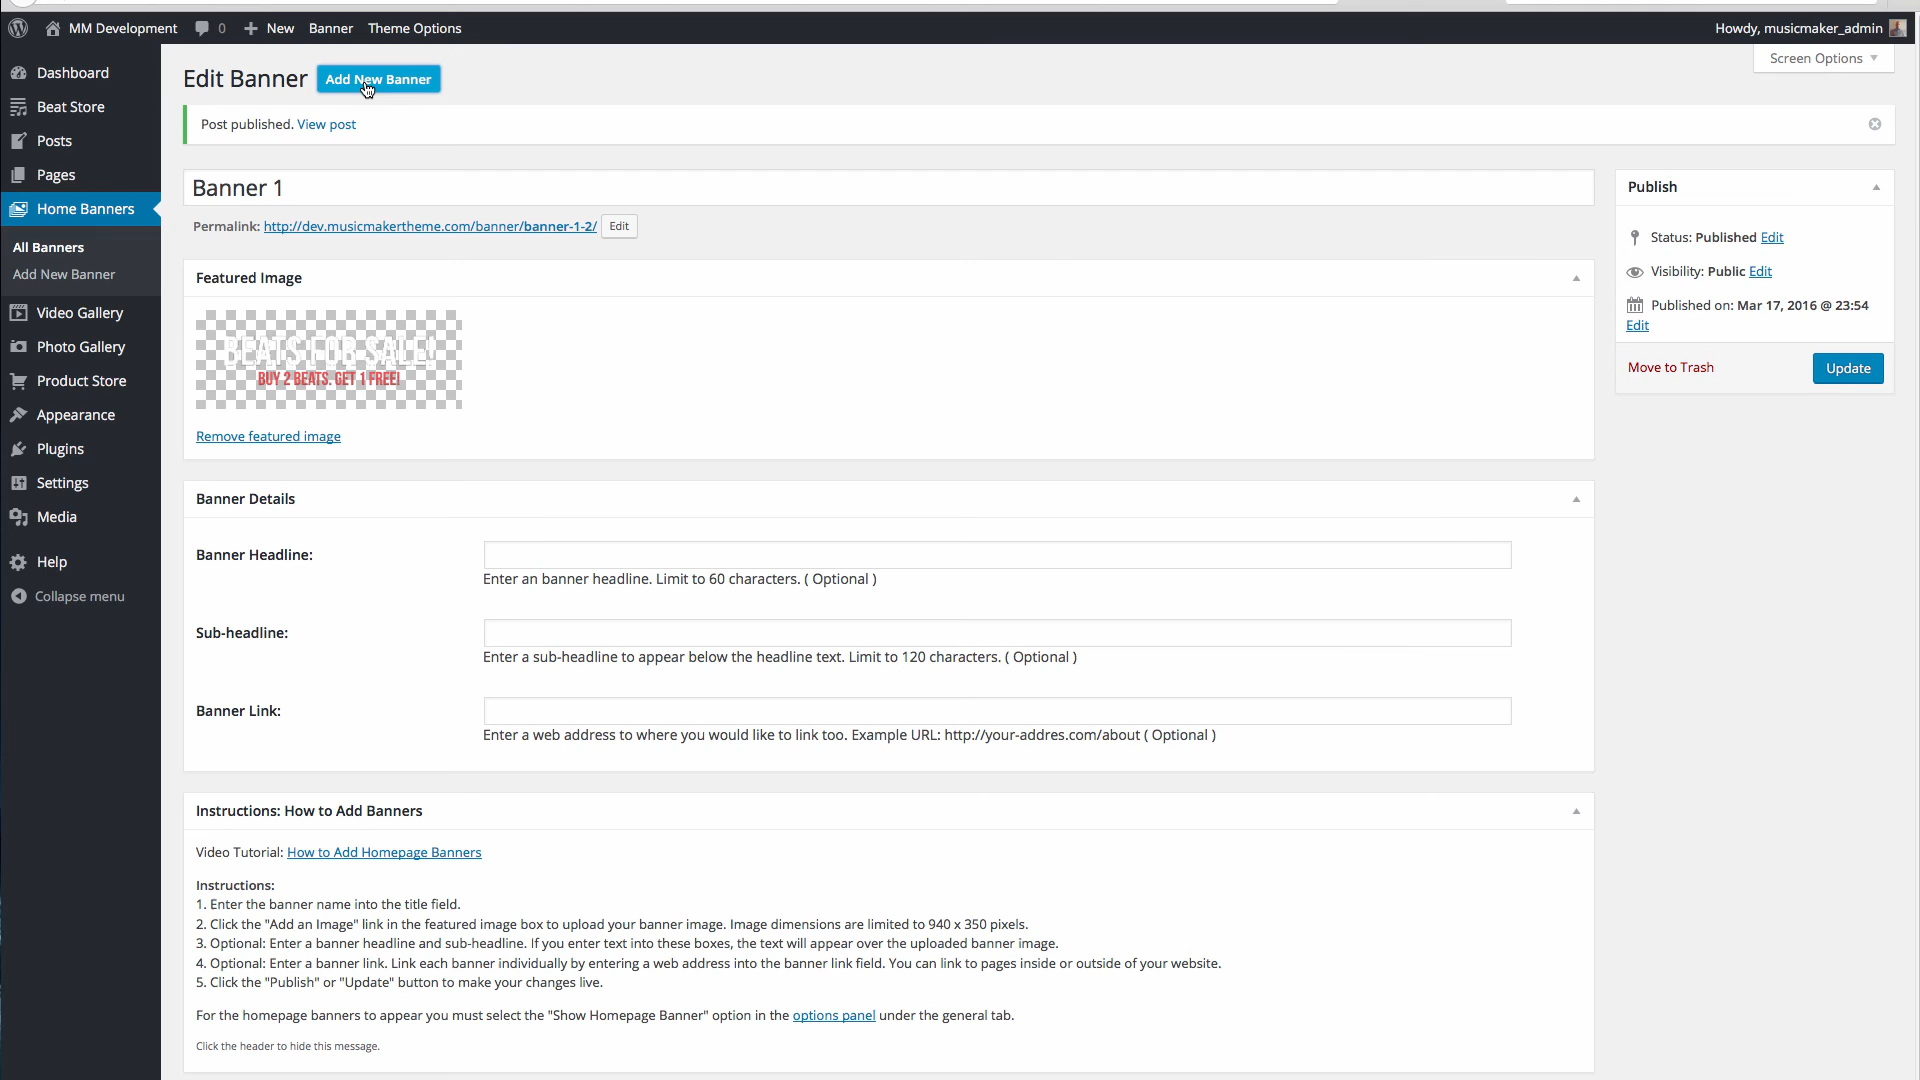 MM Development 0 New Banner Theme Options Howdy, musicmaker_admin
Screen Options
Dashboard
Beat Store
Posts
Pages
Home Banners
All Banners
Add New Banner
Video Gallery
Photo Gallery
Product Store
Appearance
Plugins
Settings
Media
Help
Collapse menu
Edit Banner Add New Banner
Post published. View post
Banner 1
Permalink: http://dev.musicmakertheme.com/banner/banner-1-2/ Edit
Featured Image
BEATS FOR SALE!
BUY 2 BEATS. GET 1 FREE!
Remove featured image
Banner Details
Banner Headline:
Enter an banner headline. Limit to 60 characters. ( Optional )
Sub-headline:
Enter a sub-headline to appear below the headline text. Limit to 120 characters. ( Optional )
Banner Link:
Enter a web address to where you would like to link too. Example URL: http://your-addres.com/about ( Optional )
Instructions: How to Add Banners
Video Tutorial: How to Add Homepage Banners
Instructions:
1. Enter the banner name into the title field.
2. Click the "Add an Image" link in the featured image box to upload your banner image. Image dimensions are limited to 940 x 350 pixels.
3. Optional: Enter a banner headline and sub-headline. If you enter text into these boxes, the text will appear over the uploaded banner image.
4. Optional: Enter a banner link. Link each banner individually by entering a web address into the banner link field. You can link to pages inside or outside of your website.
5. Click the "Publish" or "Update" button to make your changes live.
For the homepage banners to appear you must select the "Show Homepage Banner" option in the options panel under the general tab.
Click the header to hide this message.
Publish
Status: Published Edit
Visibility: Public Edit
Published on: Mar 17, 2016 @ 23:54
Edit
Move to Trash Update